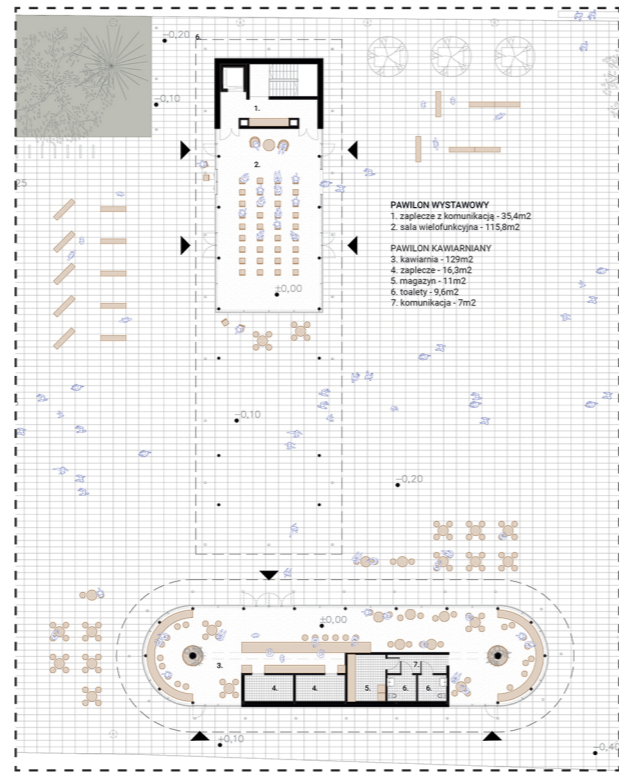 -0,20
6.
-0,10
1.
2.
25
PAWILON WYSTAWOWY
1. zaplecze z komunikacją - 35,4m2
2. sala wielofunkcyjna - 115,8m2
PAWILON KAWIARNIANY
3. kawiarnia - 129m2
4. zaplecze - 16,3m2
5. magazyn - 11m2
6. toalety - 9,6m2
7. komunikacja - 7m2
±0,00
-0,10
-0,20
±0,00
3.
7.
4.
4.
5.
6.
6.
-0,10
-0,40